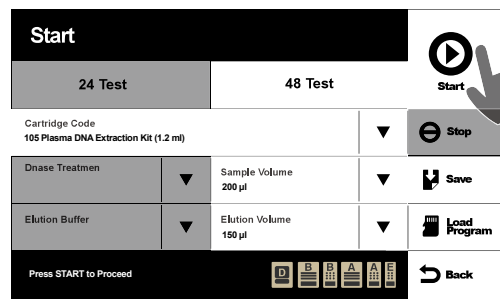 Start
24 Test
48 Test
Start
Cartridge Code
105 Plasma DNA Extraction Kit (1.2 ml)
Stop
Dnase Treatmen
Sample Volume
200 µl
Save
Elution Buffer
Elution Volume
150 µl
Load
Program
Press START to Proceed
D B B A A E
Back